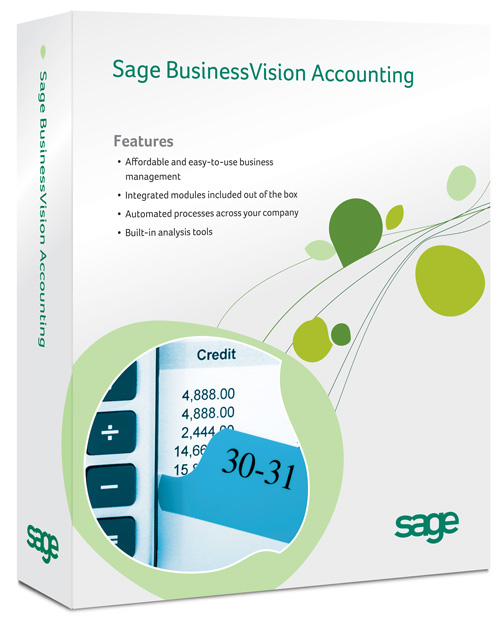 Sage BusinessVision Accounting
Sage BusinessVision Accounting
Features
• Affordable and easy-to-use business
management
• Integrated modules included out of the box
• Automated processes across your company
• Built-in analysis tools
Credit
4,888.00
4,888.00
2,444
30-31
÷
−
sage
sage